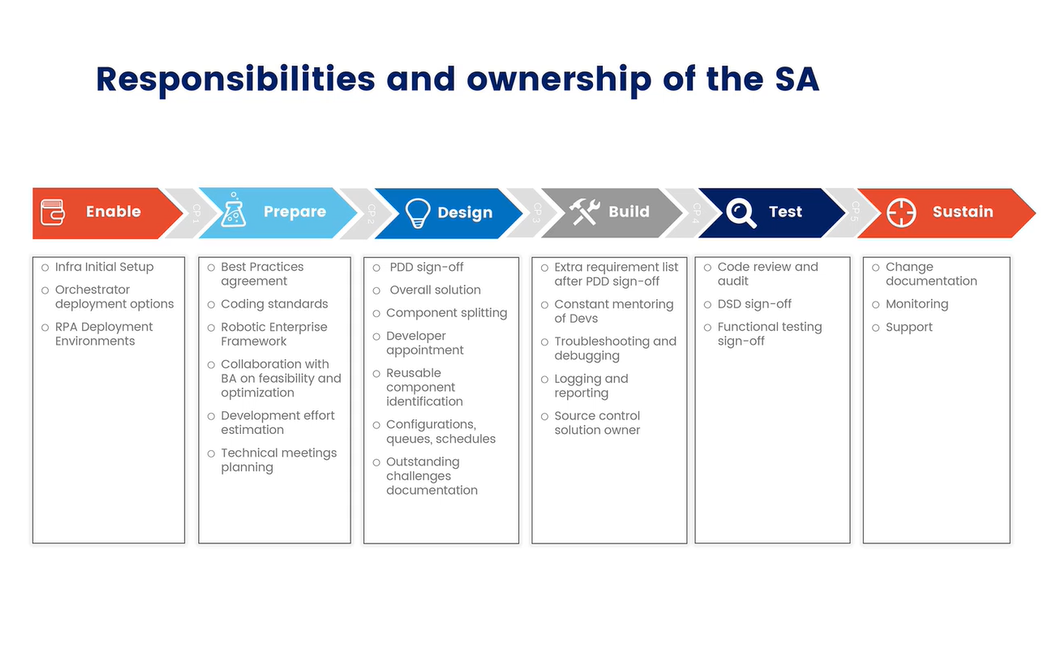 Responsibilities and ownership of the SA
Enable
CP 1
Prepare
CP 2
Design
CP 3
Build
CP 4
Test
CP 5
Sustain
Infra Initial Setup
Orchestrator
deployment options
RPA Deployment
Environments
Best Practices
agreement
Coding standards
Robotic Enterprise
Framework
Collaboration with
BA on feasibility and
optimization
Development effort
estimation
Technical meetings
planning
PDD sign-off
Overall solution
Component splitting
Developer
appointment
Reusable
component
identification
Configurations,
queues, schedules
Outstanding
challenges
documentation
Extra requirement list
after PDD sign-off
Constant mentoring
of Devs
Troubleshooting and
debugging
Logging and
reporting
Source control
solution owner
Code review and
audit
DSD sign-off
Functional testing
sign-off
Change
documentation
Monitoring
Support